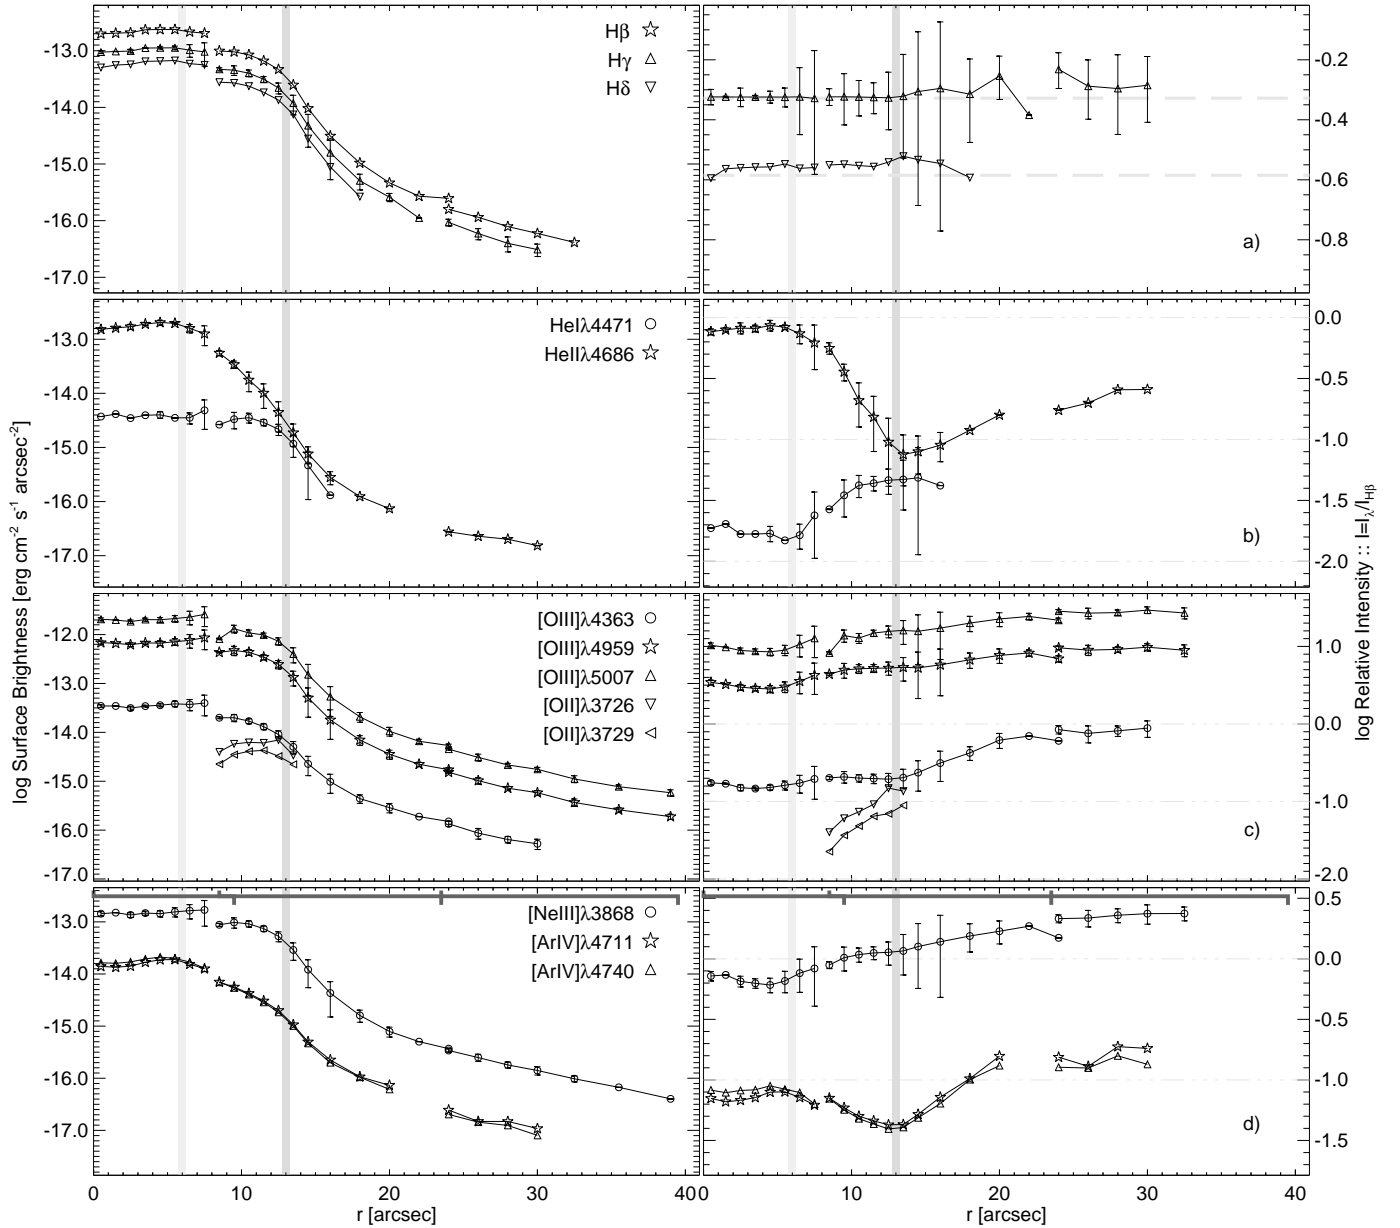 Hβ
Hγ
Hδ
-13.0
-14.0
-15.0
-16.0
-17.0
-0.2
-0.4
-0.6
-0.8
a)
HeIλ4471
HeIIλ4686
-13.0
-14.0
-15.0
-16.0
-17.0
0.0
-0.5
-1.0
-1.5
-2.0
b)
log Surface Brightness [erg cm⁻² s⁻¹ arcsec⁻²]
log Relative Intensity :: I=I_λ/I_Hβ
[OIII]λ4363
[OIII]λ4959
[OIII]λ5007
[OII]λ3726
[OII]λ3729
-12.0
-13.0
-14.0
-15.0
-16.0
-17.0
1.0
0.0
-1.0
-2.0
c)
[NeIII]λ3868
[ArIV]λ4711
[ArIV]λ4740
-13.0
-14.0
-15.0
-16.0
-17.0
0.5
0.0
-0.5
-1.0
-1.5
d)
0 10 20 30 40
0 10 20 30 40
r [arcsec]
r [arcsec]